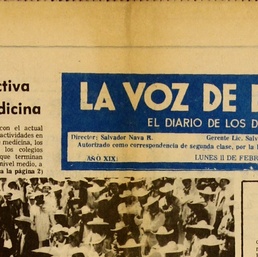 ctiva
dicina
con el actual
actividades en
medicina, los
los colegios
que terminan
nivel medio, a
a la página 2)
LA VOZ DE
EL DIARIO DE LOS D
Director: Salvador Nava R. Gerente Lic. Sal
Autorizado como correspondencia de segunda clase, por la
AÑO XIX: LUNES 11 DE FEBR